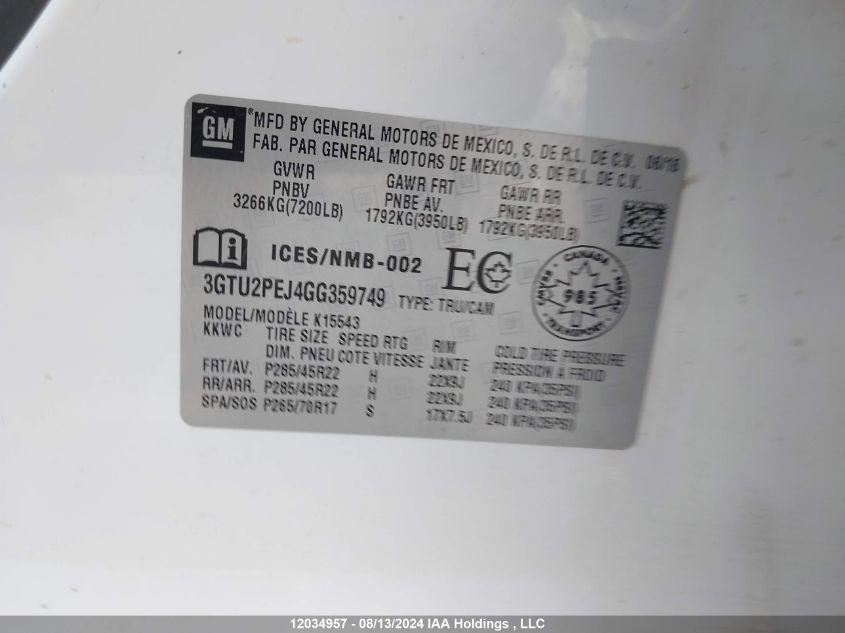 GM
®MFD BY GENERAL MOTORS DE MEXICO, S. DE R.L. DE C.V. 06/16
FAB. PAR GENERAL MOTORS DE MEXICO, S. DE R.L. DE C.V.
GVWR GAWR FRT GAWR RR
PNBV PNBE AV. PNBE ARR.
3266KG(7200LB) 1792KG(3950LB) 1792KG(3950LB)
ICES/NMB-002 EC
CANADA
985
TRANSPORT
3GTU2PEJ4GG359749 TYPE: TRU/CAM
MODEL/MODÈLE K15543
KKWC TIRE SIZE SPEED RTG RIM COLD TIRE PRESSURE
DIM. PNEU COTE VITESSE JANTE PRESSION A FROID
FRT/AV. P285/45R22 H 22X9J 240 KPA(35PSI)
RR/ARR. P285/45R22 H 22X9J 240 KPA(35PSI)
SPA/SOS P265/70R17 S 17X7.5J 240 KPA(35PSI)
12034957 - 08/13/2024 IAA Holdings , LLC